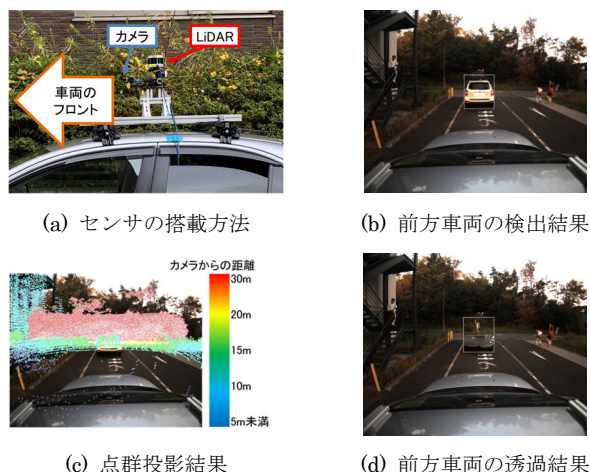 カメラ
LiDAR
車両の
フロント
(a) センサの搭載方法
(b) 前方車両の検出結果
カメラからの距離
30m
20m
15m
10m
5m未満
(c) 点群投影結果
(d) 前方車両の透過結果